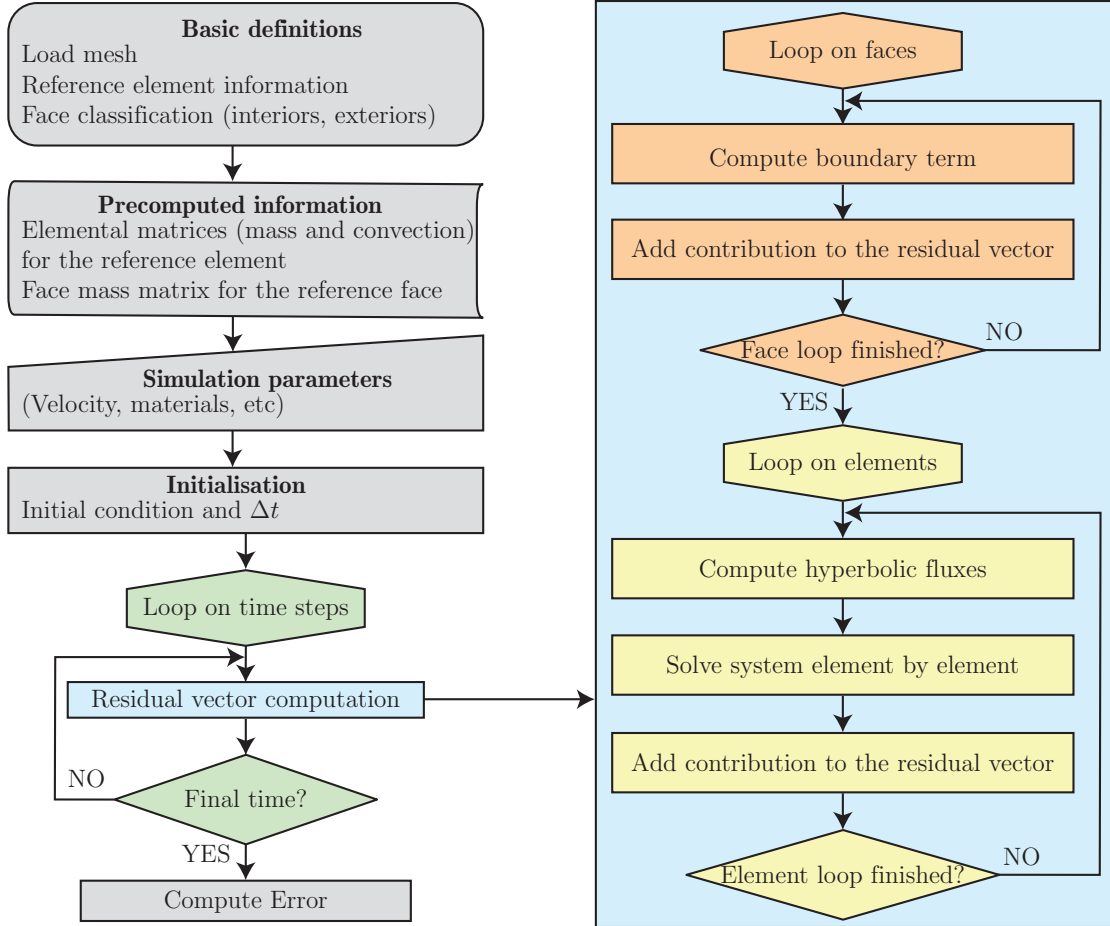 Basic definitions
Load mesh
Reference element information
Face classification (interiors, exteriors)
Precomputed information
Elemental matrices (mass and convection)
for the reference element
Face mass matrix for the reference face
Simulation parameters
(Velocity, materials, etc)
Initialisation
Initial condition and Δt
Loop on time steps
Residual vector computation
NO
Final time?
YES
Compute Error
Loop on faces
Compute boundary term
Add contribution to the residual vector
NO
Face loop finished?
YES
Loop on elements
Compute hyperbolic fluxes
Solve system element by element
Add contribution to the residual vector
NO
Element loop finished?